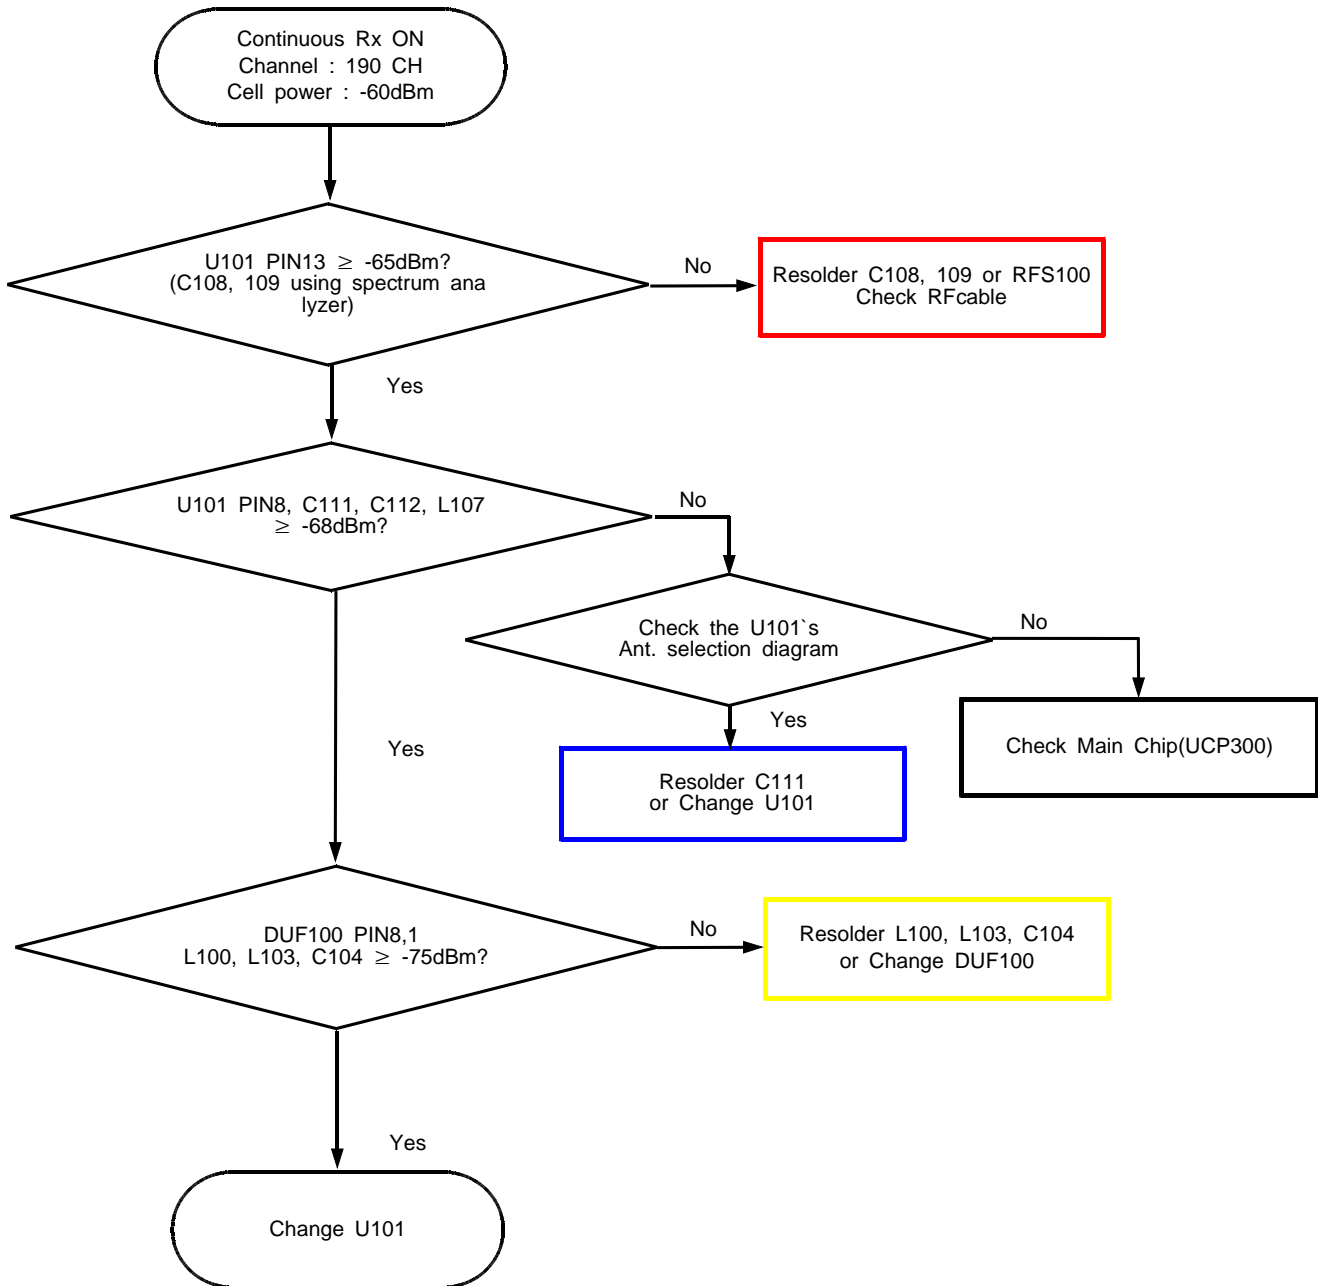 Continuous Rx ON
Channel : 190 CH
Cell power : -60dBm
U101 PIN13 ≥ -65dBm?
(C108, 109 using spectrum ana
lyzer)
No
Resolder C108, 109 or RFS100
Check RFcable
Yes
U101 PIN8, C111, C112, L107
≥ -68dBm?
No
Check the U101`s
Ant. selection diagram
No
Check Main Chip(UCP300)
Yes
Resolder C111
or Change U101
Yes
DUF100 PIN8,1
L100, L103, C104 ≥ -75dBm?
No
Resolder L100, L103, C104
or Change DUF100
Yes
Change U101